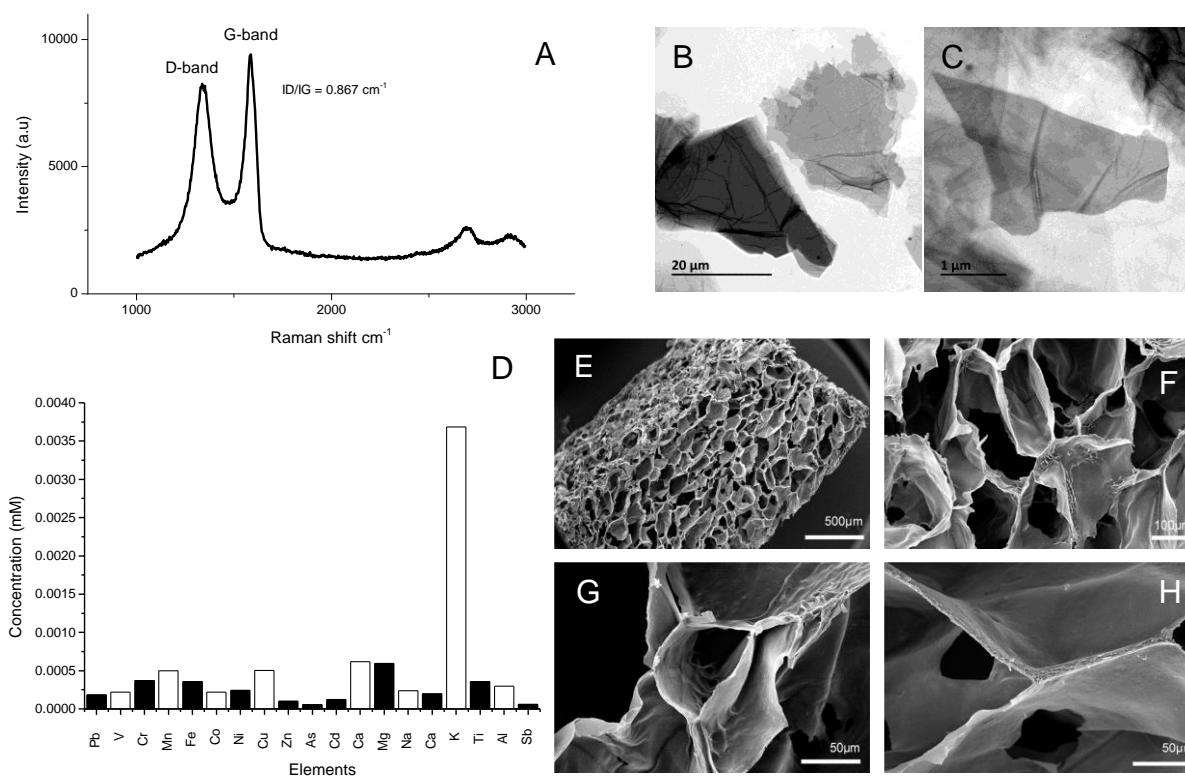 A
G-band
D-band
ID/IG = 0.867 cm-1
10000
5000
0
Intensity (a.u)
1000
2000
3000
Raman shift cm-1
B
20 µm
C
1 µm
D
0.0040
0.0035
0.0030
0.0025
0.0020
0.0015
0.0010
0.0005
0.0000
Concentration (mM)
Pb V Cr Mn Fe Co Ni Cu Zn As Cd Ca Mg Na Ca K Ti Al Sb
Elements
E
500µm
F
100µm
G
50µm
H
50µm